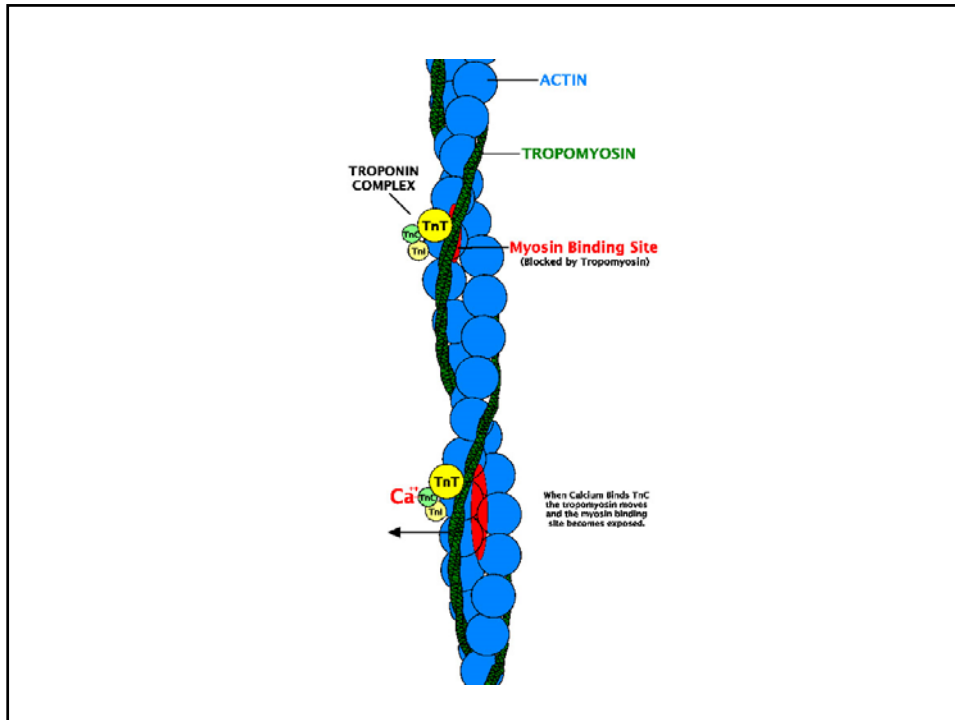 ACTIN
TROPOMYOSIN
TROPONIN
COMPLEX
TnT
TnC
TnI
Myosin Binding Site
(Blocked by Tropomyosin)
TnT
Ca++
TnC
TnI
When Calcium Binds TnC
the tropomyosin moves
and the myosin binding
site becomes exposed.